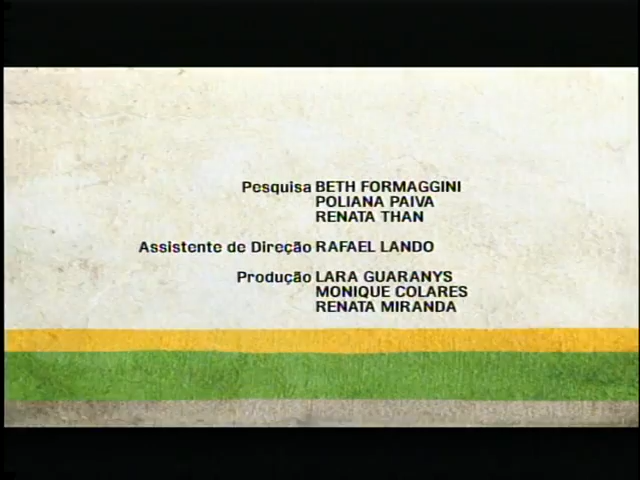 Pesquisa BETH FORMAGGINI
POLIANA PAIVA
RENATA THAN
Assistente de Direção RAFAEL LANDO
Produção LARA GUARANYS
MONIQUE COLARES
RENATA MIRANDA